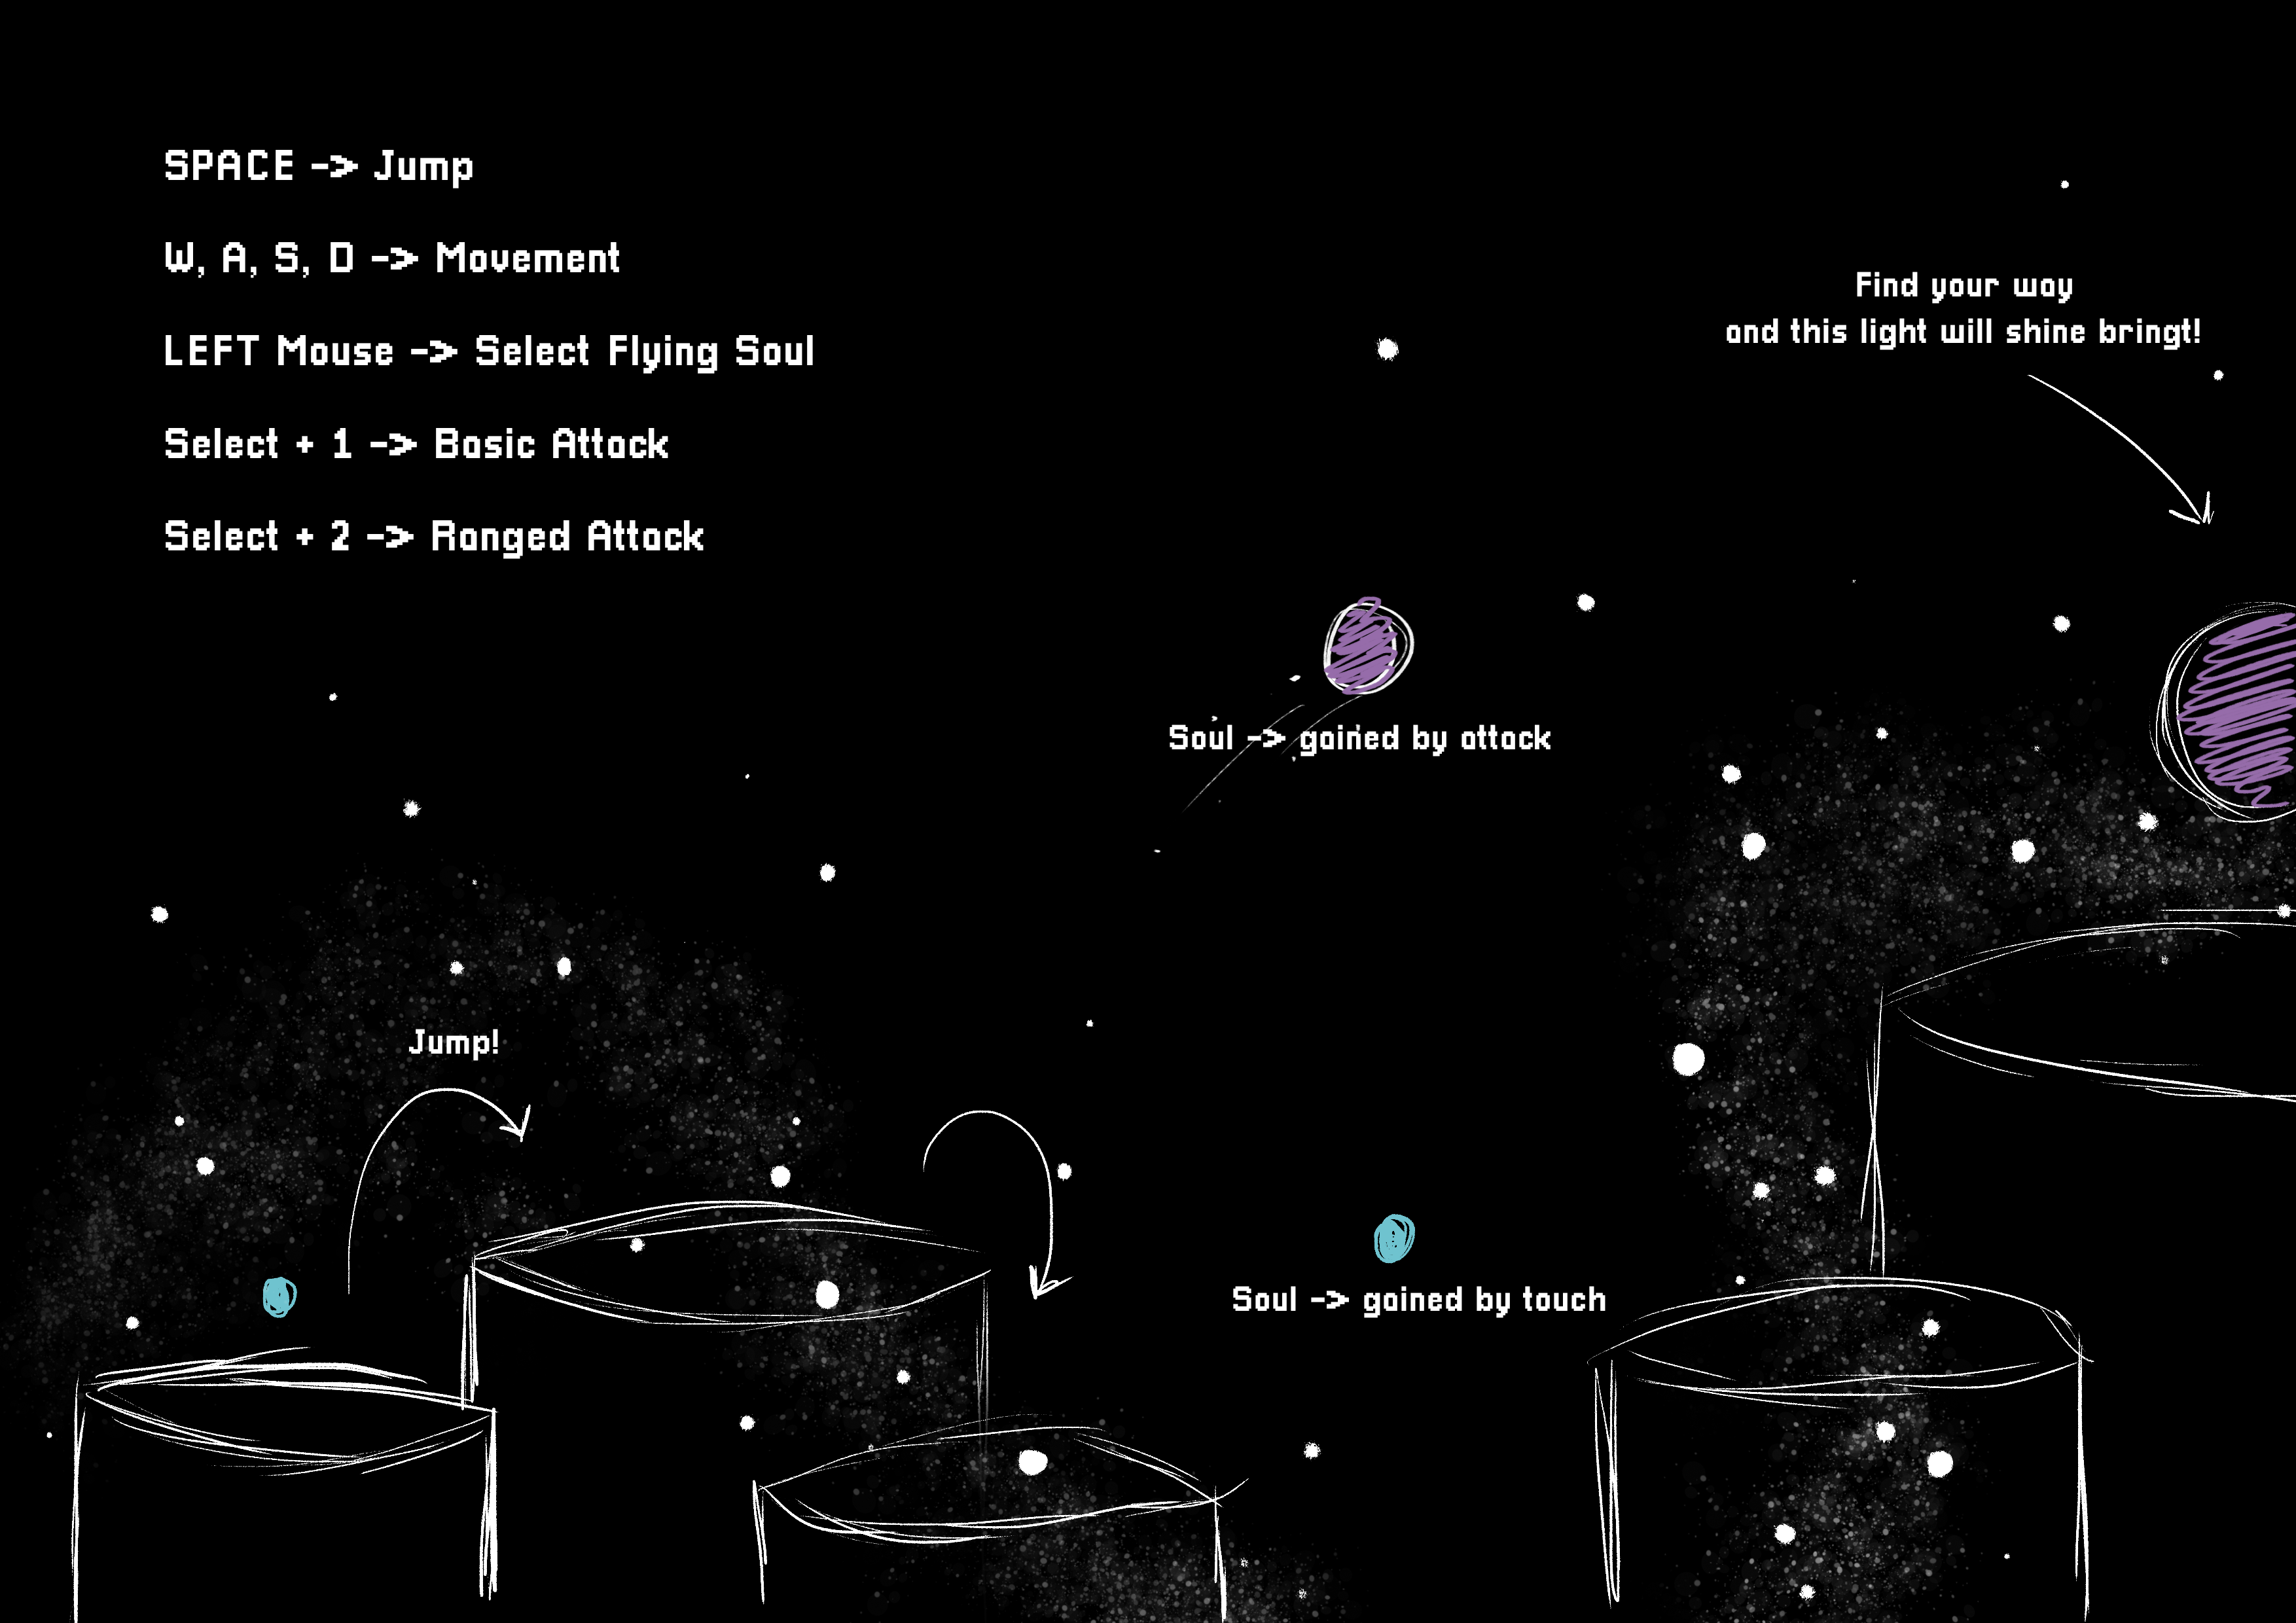 SPACE -> Jump
W, A, S, D -> Movement
LEFT Mouse -> Select Flying Soul
Select + 1 -> Basic Attack
Select + 2 -> Ranged Attack
Find your way
and this light will shine bringt!
Soul -> gained by attack
Jump!
Soul -> gained by touch